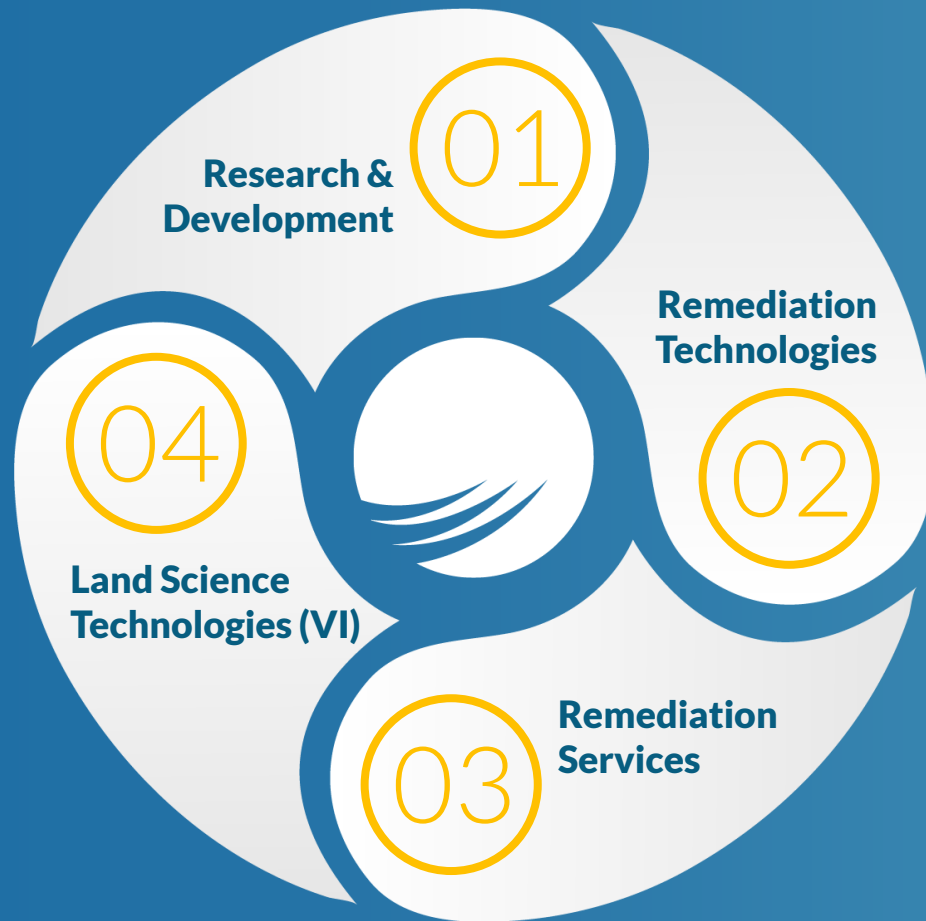 01
Research &
Development
Remediation
Technologies
02
03
Remediation
Services
04
Land Science
Technologies (VI)